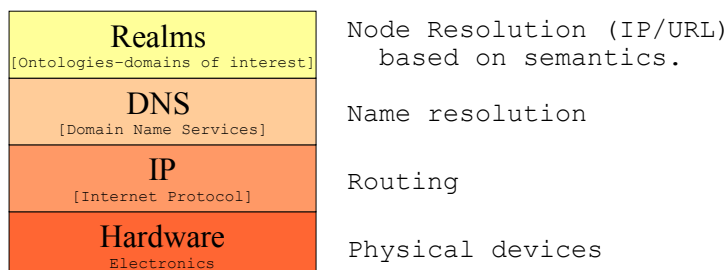 Realms
[Ontologies-domains of interest]
Node Resolution (IP/URL)
based on semantics.
DNS
[Domain Name Services]
Name resolution
IP
[Internet Protocol]
Routing
Hardware
Electronics
Physical devices